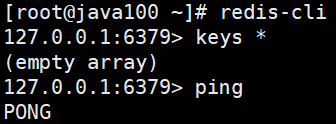 [root@java100 ~]# redis-cli
127.0.0.1:6379> keys *
(empty array)
127.0.0.1:6379> ping
PONG